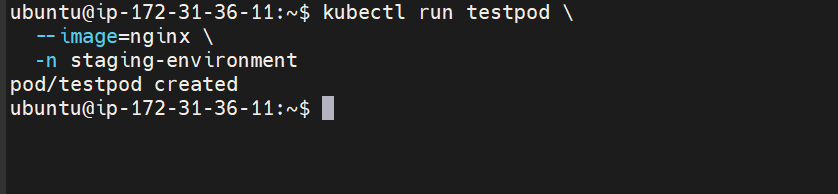 ubuntu@ip-172-31-36-11:~$ kubectl run testpod \
  --image=nginx \
  -n staging-environment
pod/testpod created
ubuntu@ip-172-31-36-11:~$